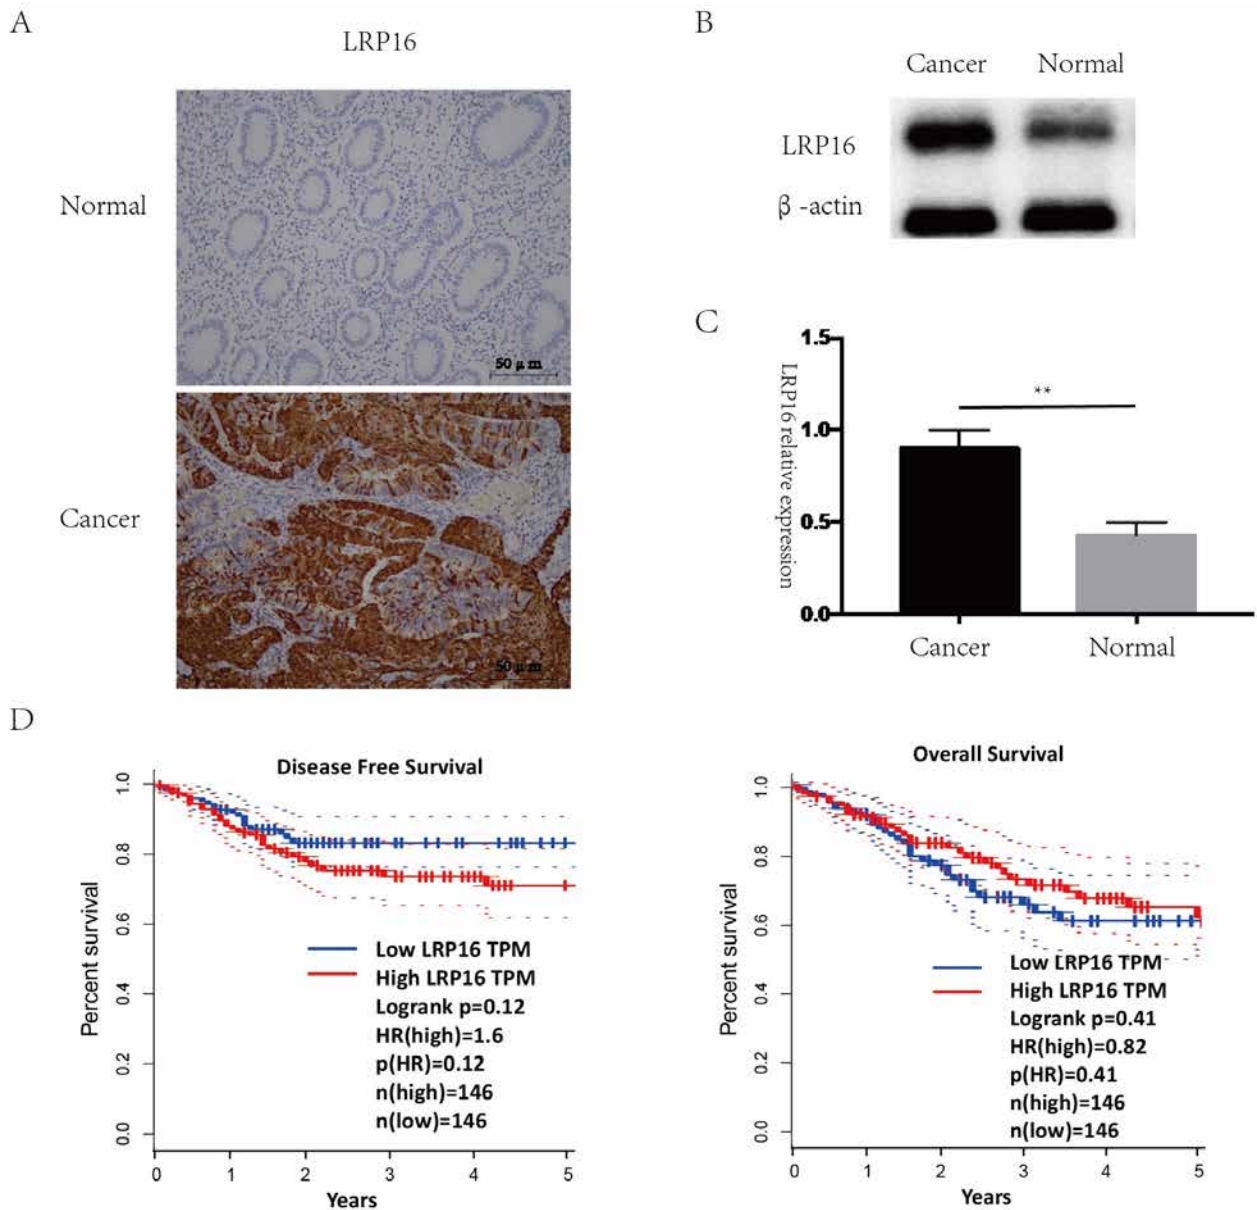 A
LRP16
Normal
50 μm
Cancer
50 μm
B
Cancer Normal
LRP16
β-actin
C
LRP16 relative expression
1.5
1.0
0.5
0.0
**
Cancer Normal
D
Disease Free Survival
Percent survival
1.0
0.8
0.6
0.4
0.2
0.0
Low LRP16 TPM
High LRP16 TPM
Logrank p=0.12
HR(high)=1.6
p(HR)=0.12
n(high)=146
n(low)=146
0 1 2 3 4 5
Years
Overall Survival
Percent survival
1.0
0.8
0.6
0.4
0.2
0.0
Low LRP16 TPM
High LRP16 TPM
Logrank p=0.41
HR(high)=0.82
p(HR)=0.41
n(high)=146
n(low)=146
0 1 2 3 4 5
Years